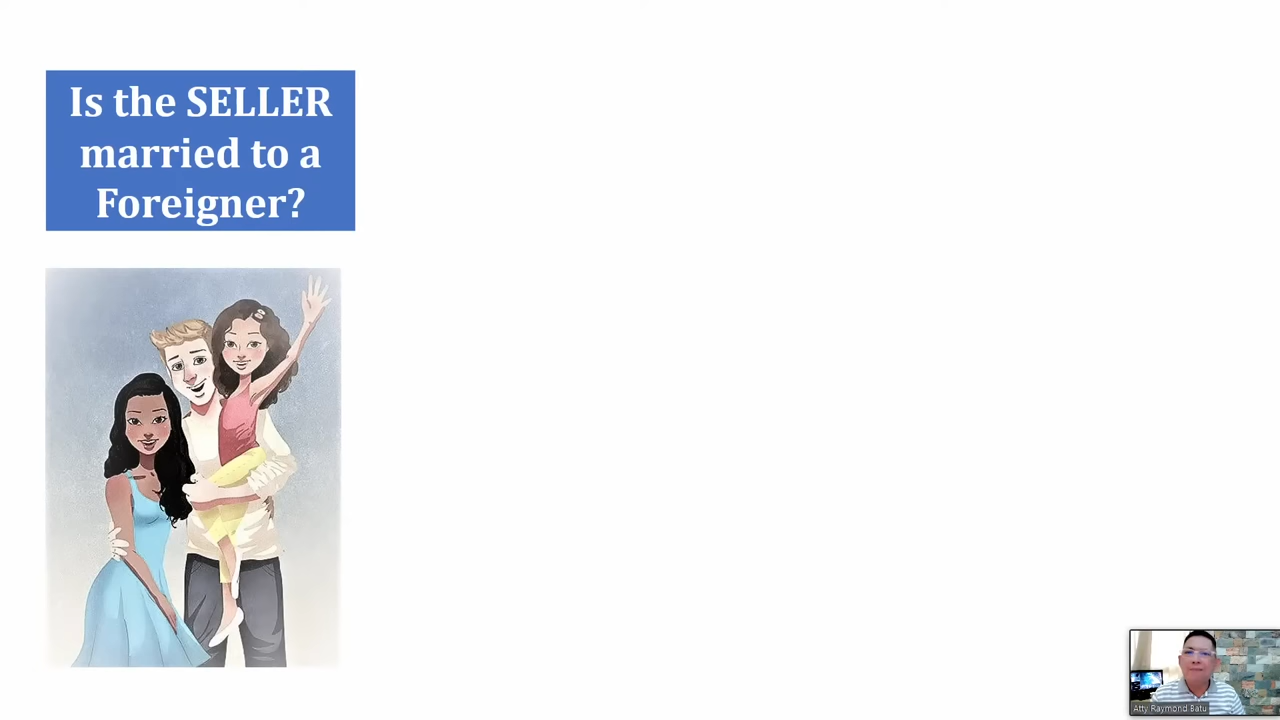 Is the SELLER
married to a
Foreigner?
Atty Raymond Batu